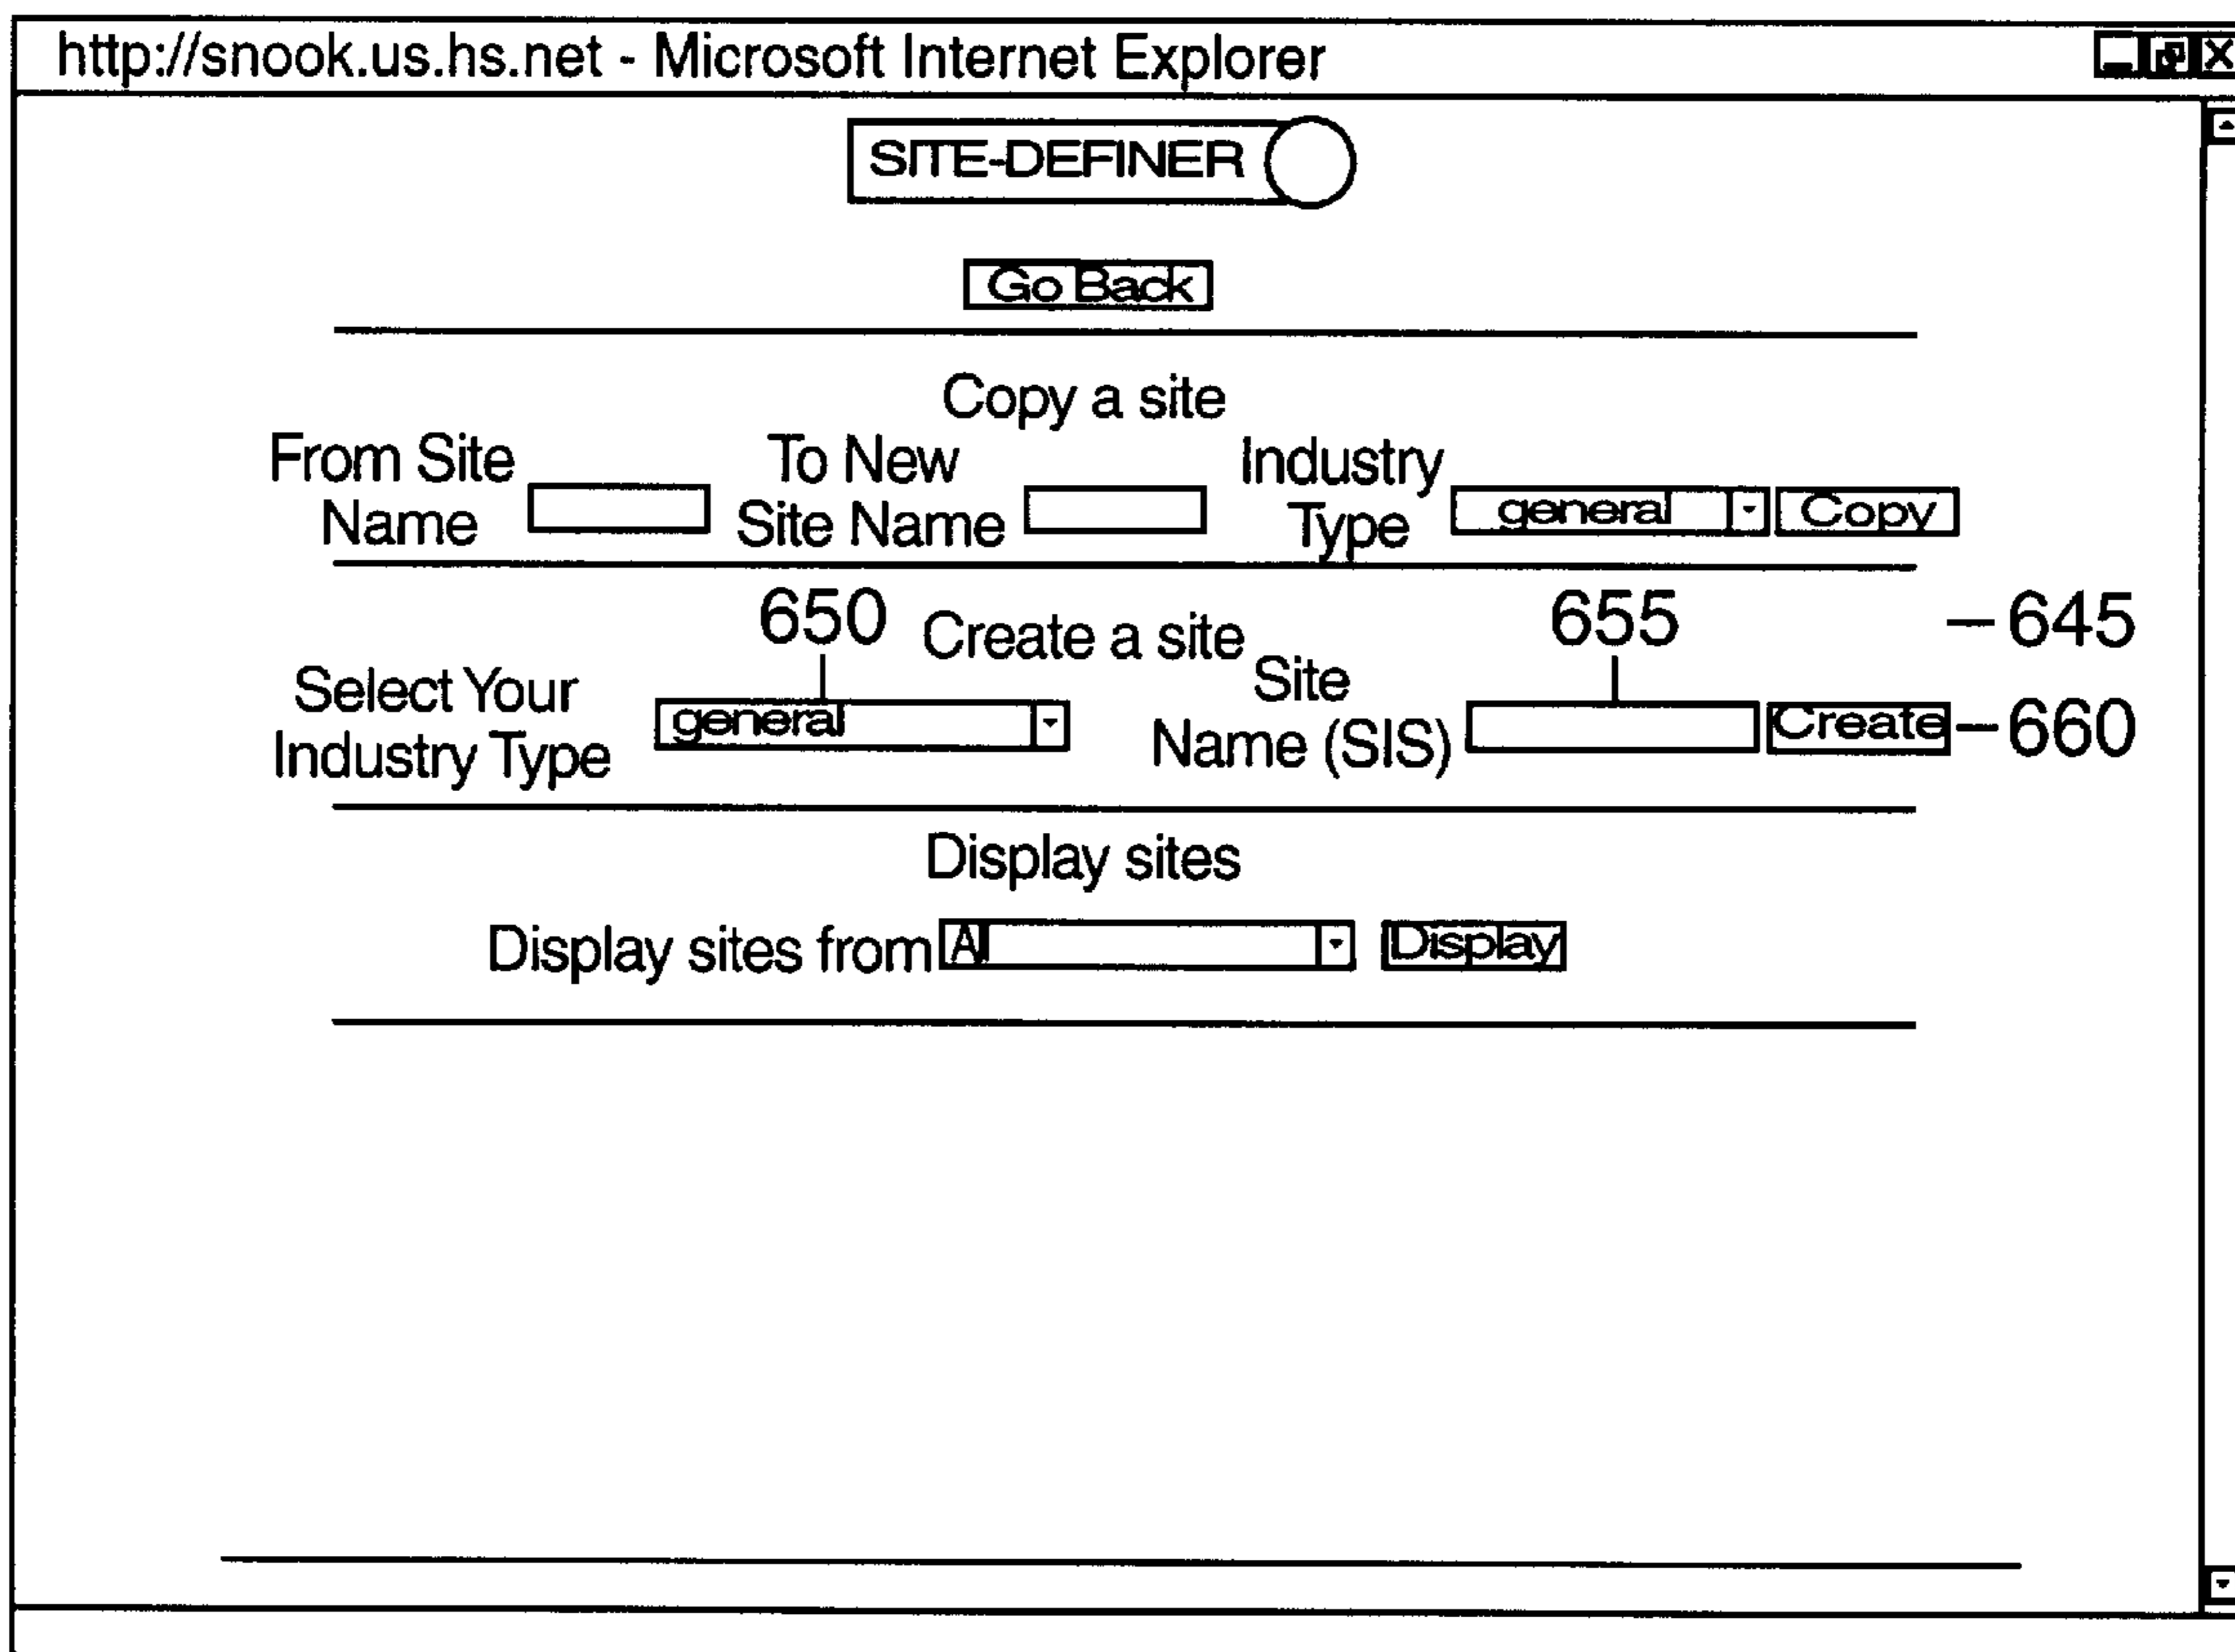 http://snook.us.hs.net - Microsoft Internet Explorer
SITE-DEFINER
Go Back
Copy a site
From Site Name
To New Site Name
Industry Type
general
Copy
650
Create a site
655
645
Select Your Industry Type
general
Site Name (SIS)
Create
660
Display sites
Display sites from
A
Display